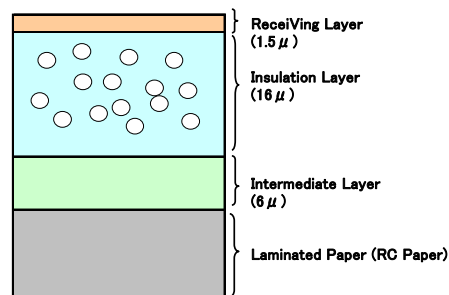 ReceiVing Layer
(1.5μ)
Insulation Layer
(16μ)
Intermediate Layer
(6μ)
Laminated Paper (RC Paper)